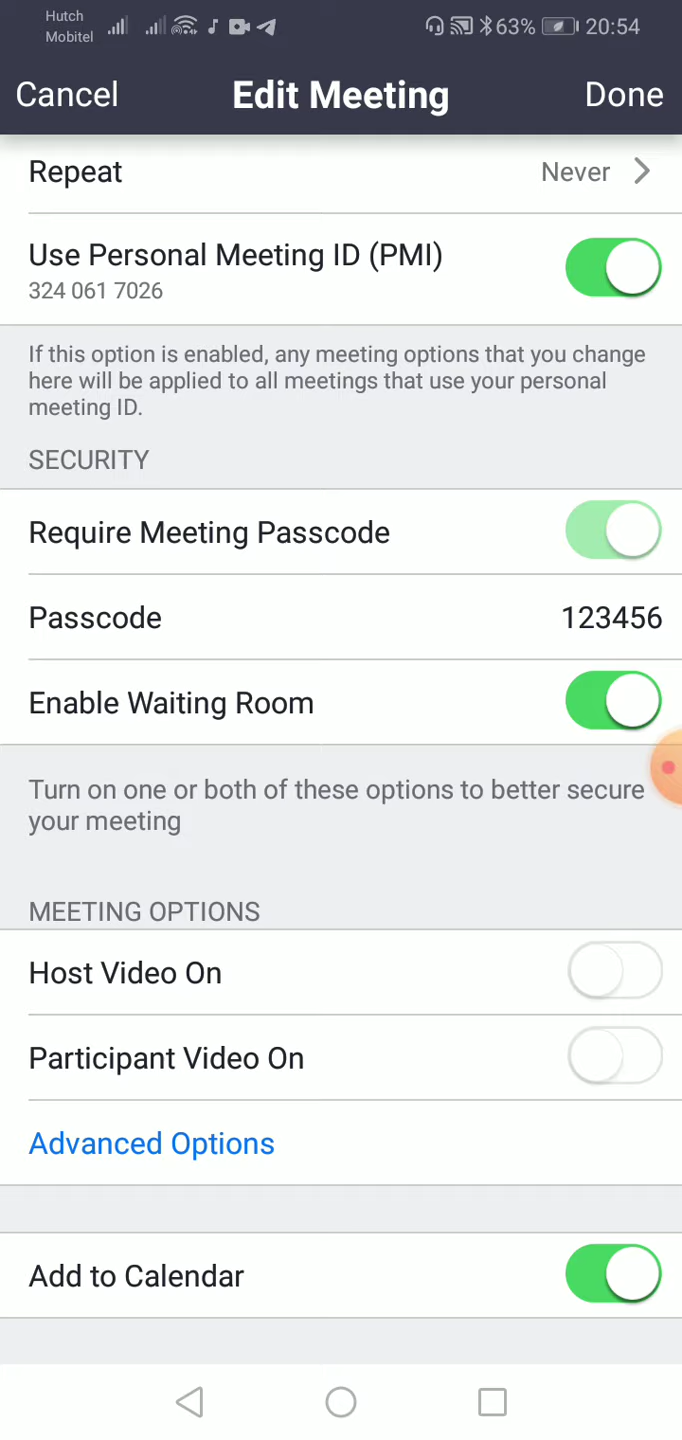 Hutch
Mobitel
63% 20:54
Cancel Edit Meeting Done
Repeat Never
Use Personal Meeting ID (PMI)
324 061 7026
If this option is enabled, any meeting options that you change
here will be applied to all meetings that use your personal
meeting ID.
SECURITY
Require Meeting Passcode
Passcode 123456
Enable Waiting Room
Turn on one or both of these options to better secure
your meeting
MEETING OPTIONS
Host Video On
Participant Video On
Advanced Options
Add to Calendar